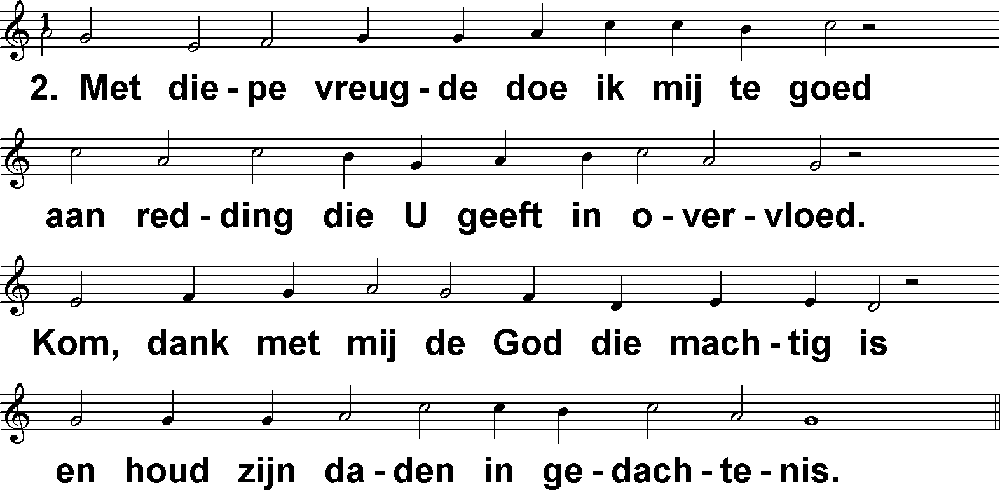 1
2. Met die - pe vreug - de doe ik mij te goed
aan red - ding die U geeft in o - ver - vloed.
Kom, dank met mij de God die mach - tig is
en houd zijn da - den in ge - dach - te - nis.